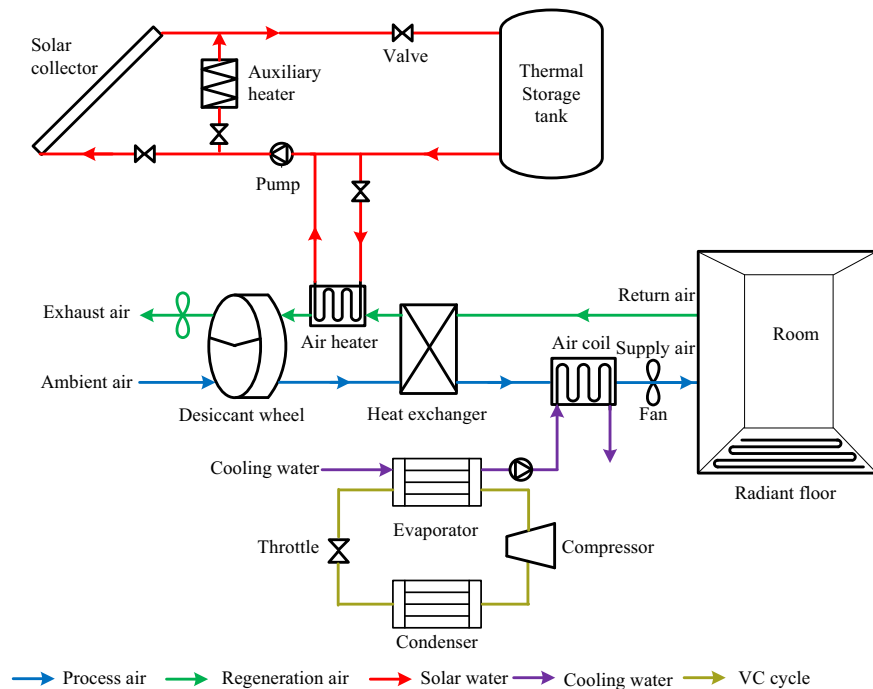 Solar
collector
Auxiliary
heater
Valve
Thermal
Storage
tank
Pump
Exhaust air
Air heater
Return air
Room
Air coil
Supply air
Ambient air
Desiccant wheel
Heat exchanger
Fan
Cooling water
Radiant floor
Evaporator
Throttle
Compressor
Condenser
Process air
Regeneration air
Solar water
Cooling water
VC cycle